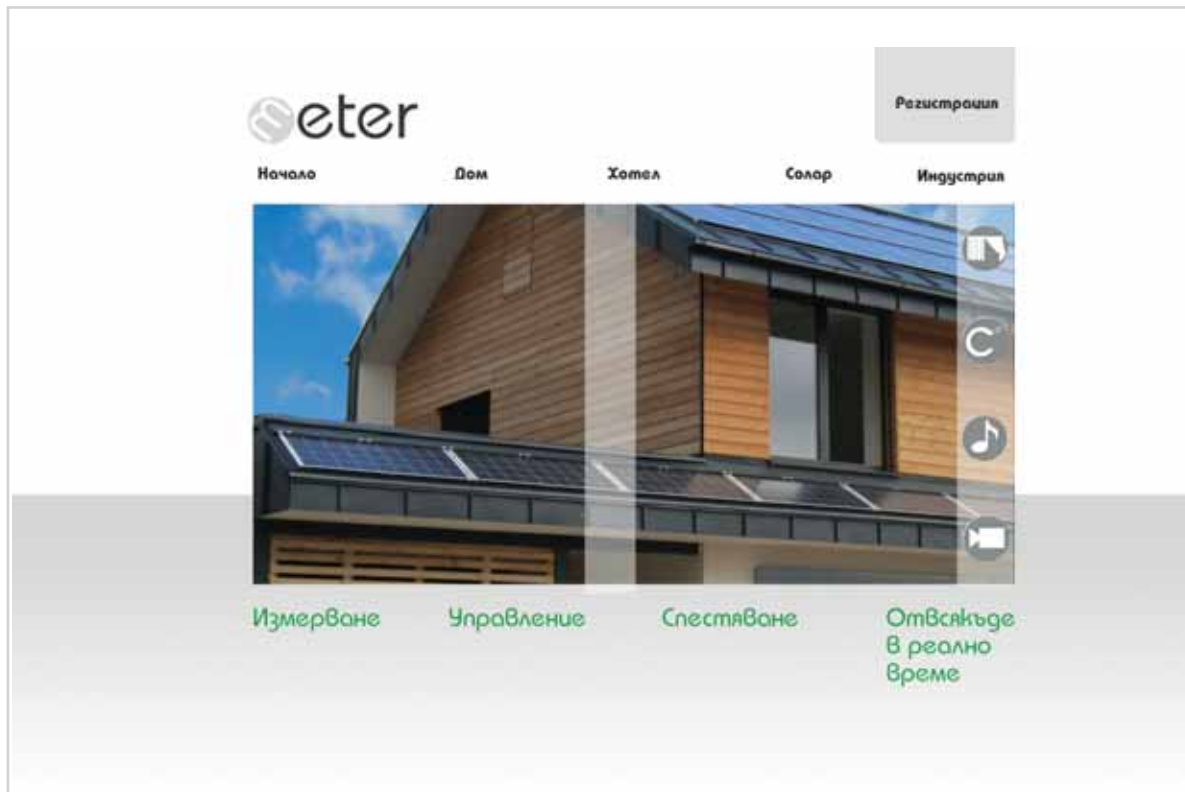 eter
Регистрация
Начало
Дом
Хотел
Солар
Индустрия
C°
Измерване
Управление
Спестяване
Отвсякъде
в реално
време